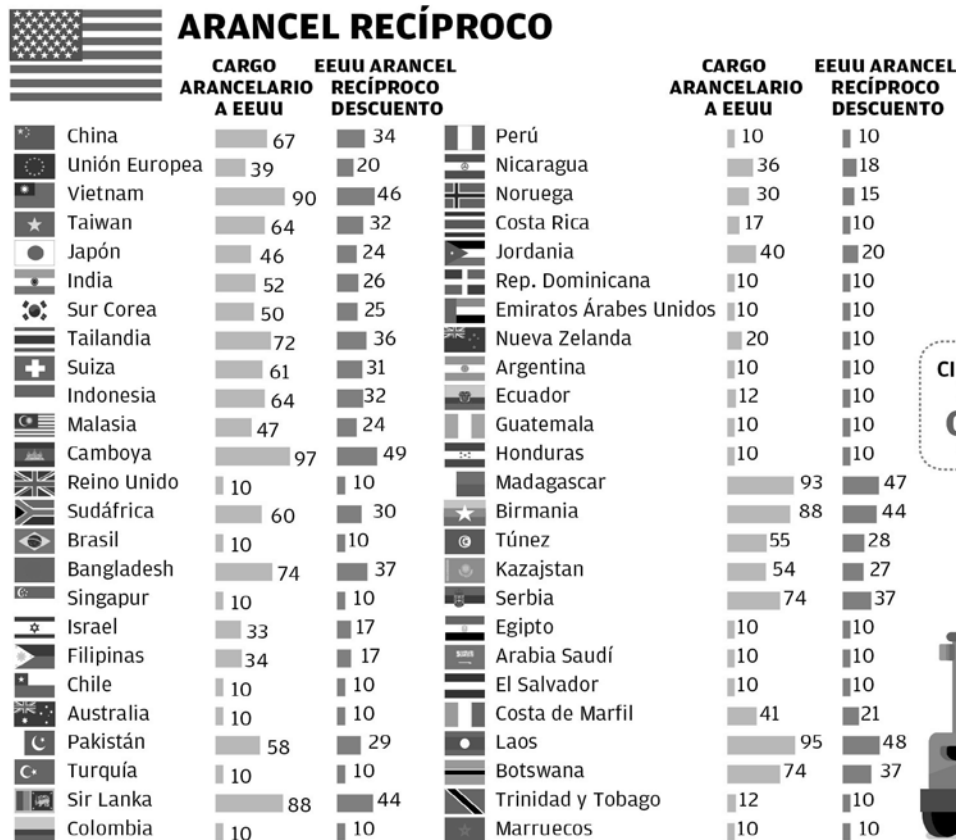 ARANCEL RECÍPROCO
CARGO ARANCELARIO A EEUU EEUU ARANCEL RECÍPROCO DESCUENTO
China 67 34
Unión Europea 39 20
Vietnam 90 46
Taiwan 64 32
Japón 46 24
India 52 26
Sur Corea 50 25
Tailandia 72 36
Suiza 61 31
Indonesia 64 32
Malasia 47 24
Camboya 97 49
Reino Unido 10 10
Sudáfrica 60 30
Brasil 10 10
Bangladesh 74 37
Singapur 10 10
Israel 33 17
Filipinas 34 17
Chile 10 10
Australia 10 10
Pakistán 58 29
Turquía 10 10
Sir Lanka 88 44
Colombia 10 10
CARGO ARANCELARIO A EEUU EEUU ARANCEL RECÍPROCO DESCUENTO
Perú 10 10
Nicaragua 36 18
Noruega 30 15
Costa Rica 17 10
Jordania 40 20
Rep. Dominicana 10 10
Emiratos Árabes Unidos 10 10
Nueva Zelanda 20 10
Argentina 10 10
Ecuador 12 10
Guatemala 10 10
Honduras 10 10
Madagascar 93 47
Birmania 88 44
Túnez 55 28
Kazajstan 54 27
Serbia 74 37
Egipto 10 10
Arabia Saudí 10 10
El Salvador 10 10
Costa de Marfil 41 21
Laos 95 48
Botswana 74 37
Trinidad y Tobago 12 10
Marruecos 10 10